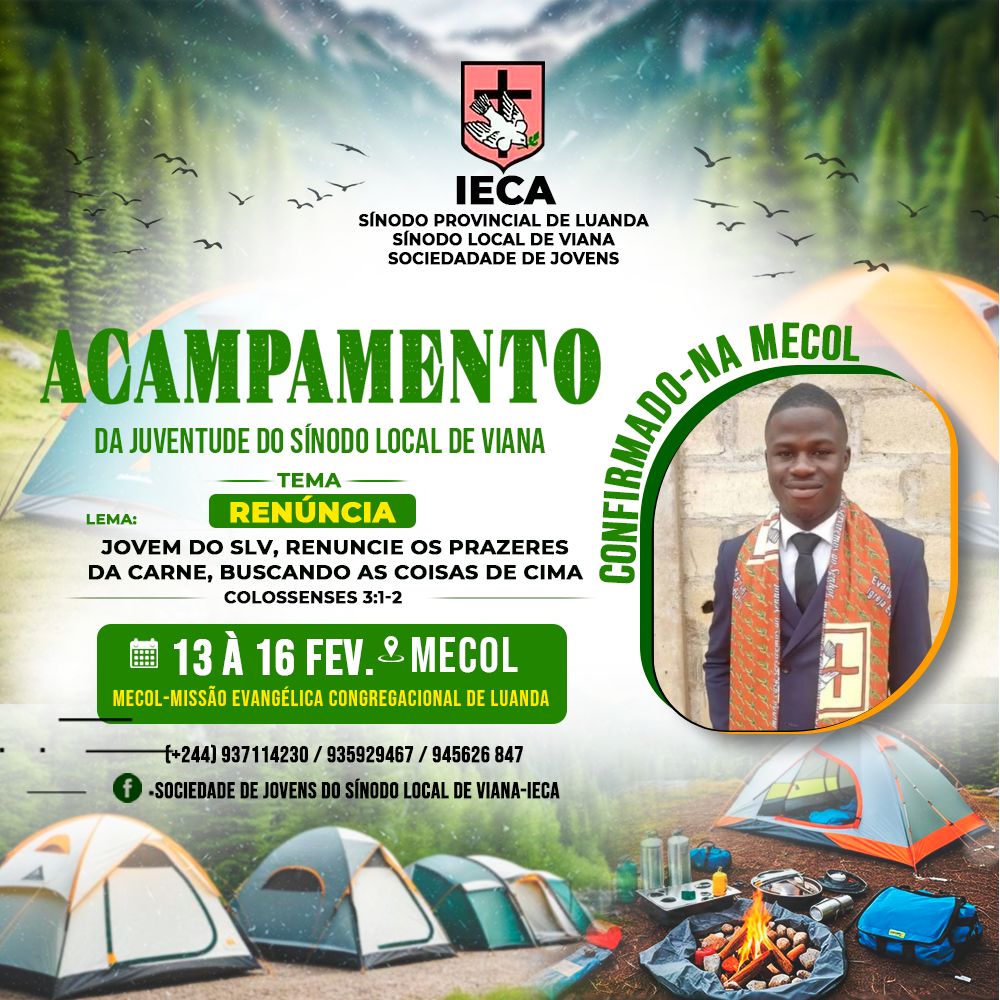 IECA
SÍNODO PROVINCIAL DE LUANDA
SÍNODO LOCAL DE VIANA
SOCIEDADADE DE JOVENS
ACAMPAMENTO
DA JUVENTUDE DO SÍNODO LOCAL DE VIANA
TEMA
RENÚNCIA
LEMA:
JOVEM DO SLV, RENUNCIE OS PRAZERES
DA CARNE, BUSCANDO AS COISAS DE CIMA
COLOSSENSES 3:1-2
CONFIRMADO-NA MECOL
13 À 16 FEV. MECOL
MECOL-MISSÃO EVANGÉLICA CONGREGACIONAL DE LUANDA
(+244) 937114230 / 935929467 / 945626 847
f -SOCIEDADE DE JOVENS DO SÍNODO LOCAL DE VIANA-IECA